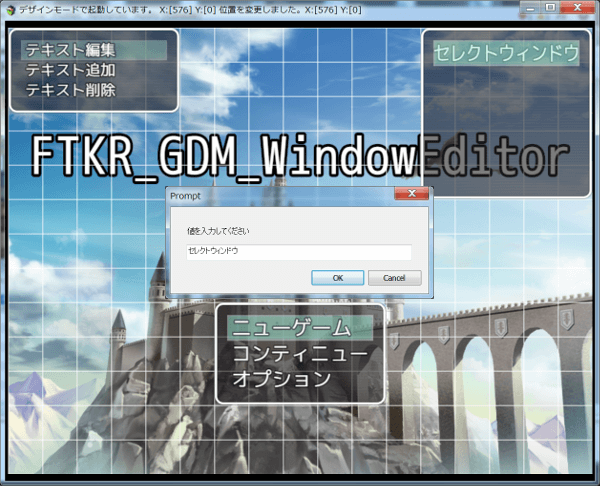 デザインモードで起動しています。 X:[576] Y:[0] 位置を変更しました。X:[576] Y:[0]
テキスト編集
テキスト追加
テキスト削除
セレクトウィンドウ
FTKR_GDM_WindowEditor
Prompt
値を入力してください
セレクトウィンドウ
OK
Cancel
ニューゲーム
コンティニュー
オプション